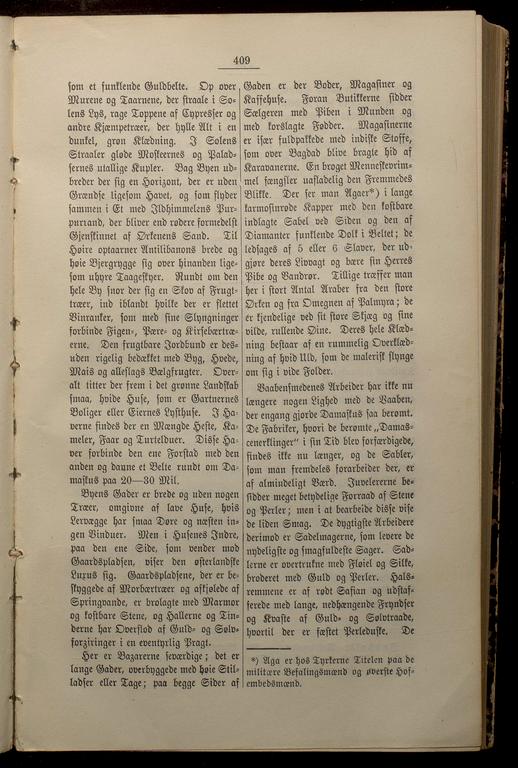 409
som et funklende Guldbelte. Op over
Murene og Taarnene, der straale i So-
lens Lys, rage Toppene af Cypresser og
andre Kjæmpetræer, der hylle Alt i en
dunkel, grøn Klædning. I Solens
Straaler gløde Moskeernes og Palad-
sernes utallige Kupler. Bag Byen ud-
breder der sig en Horizont, der er uden
Grændse ligesom Havet, og som flyder
sammen i Et med Ildhimmelens Pur-
purrand, der bliver end rødere formedelst
Gjenskinnet af Ørkenens Sand. Til
Høire optaarner Antilibanons brede og
høie Bjergrygge sig over hinanden lige-
som uhyre Taageskyer. Rundt om den
hele By snor der sig en Skov af Frugt-
træer, ind iblandt hvilke der er flettet
Vinranker, som med sine Slyngninger
forbinde Figen-, Pære- og Kirsebærtræ-
erne. Den frugtbare Jordbund er des-
uden rigelig bedækket med Byg, Hvede,
Mais og alleslags Bælgfrugter. Over-
alt titter der frem i det grønne Landskab
smaa, hvide Huse, som er Gartnernes
Boliger eller Eiernes Lysthuse. I Ha-
verne findes der en Mængde Heste, Ka-
meler, Faar og Turtelduer. Disse Ha-
ver forbinde den ene Forstad med den
anden og danne et Belte rundt om Da-
maskus paa 20—30 Mil.
Byens Gader er brede og uden nogen
Træer, omgivne af lave Huse, hvis
Lervægge har smaa Døre og næsten in-
gen Vinduer. Men i Husenes Indre,
paa den ene Side, som vender mod
Gaardspladsen, viser den østerlandske
Luxus sig. Gaardspladsene, der er be-
skyggede af Morbærtræer og afkjølede af
Springvande, er brolagte med Marmor
og kostbare Stene, og Hallerne og Tin-
derne har Overflod af Guld- og Sølv-
forziringer i en eventyrlig Pragt.
Her er Bazarerne seværdige; det er
lange Gader, overbyggede med høie Stil-
ladser eller Tage; paa begge Sider af
Gaden er der Boder, Magasiner og
Kaffehuse. Foran Butikkerne sidder
Sælgeren med Piben i Munden og
med korslagte Fødder. Magasinerne
er især fuldpakkede med indiske Stoffe,
som over Bagdad blive bragte hid af
Karavanerne. En broget Menneskevrim-
mel fængsler uafladelig den Fremmedes
Blikke. Der ser man Agaer*) i lange
karmosinrøde Kapper med den kostbare
indlagte Sabel ved Siden og den af
Diamanter funklende Dolk i Beltet; de
ledsages af 5 eller 6 Slaver, der ud-
gjøre deres Livvagt og bære sin Herres
Pibe og Vandrør. Tillige træffer man
her i stort Antal Araber fra den store
Ørken og fra Omegnen af Palmyra; de
er kjendelige ved sit store Skjæg og sine
vilde, rullende Øine. Deres hele Klæd-
ning bestaar af en rummelig Overklæd-
ning af hvid Uld, som de malerisk slynge
om sig i vide Folder.
Vaabensmedenes Arbeider har ikke nu
længere nogen Lighed med de Vaaben,
der engang gjorde Damaskus saa berømt.
De Fabriker, hvori de berømte „Damas-
cenerklinger“ i sin Tid blev forfærdigede,
findes ikke nu længer, og de Sabler,
som man fremdeles forarbeider der, er
af almindeligt Værd. Juvelererne be-
sidder meget betydelige Forraad af Stene
og Perler; men i at bearbeide disse vise
de liden Smag. De dygtigste Arbeidere
derimod er Sadelmagerne, som levere de
nydeligste og smagfuldeste Sager. Sad-
lerne er overtrukne med Fløiel og Silke,
broderet med Guld og Perler. Hals-
remmene er af rødt Safian og udstaf-
ferede med lange, nedhængende Fryndser
og Kvaste af Guld- og Sølvtraade,
hvortil der er fæstet Perleduske. De
*) Aga er hos Tyrkerne Titelen paa de
militære Befalingsmænd og øverste Hof-
embedsmænd.